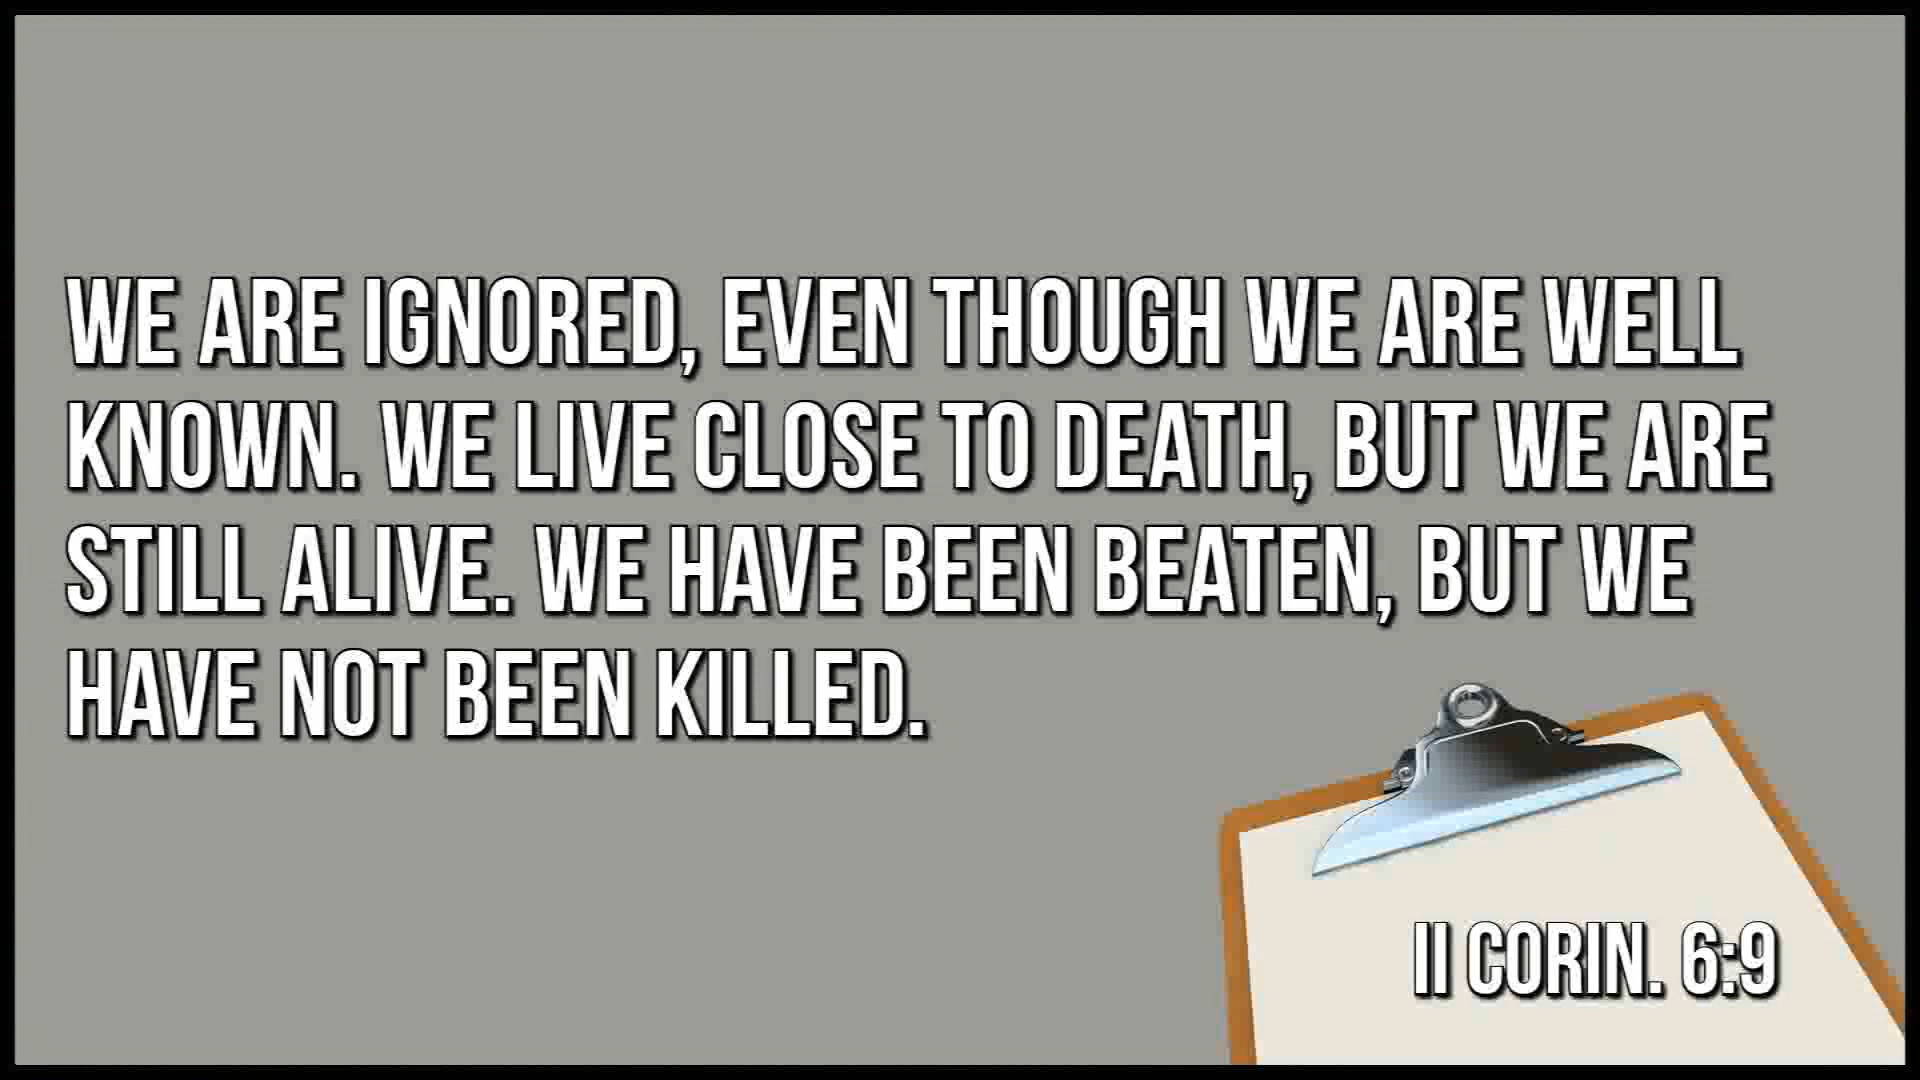 WE ARE IGNORED, EVEN THOUGH WE ARE WELL
KNOWN. WE LIVE CLOSE TO DEATH, BUT WE ARE
STILL ALIVE. WE HAVE BEEN BEATEN, BUT WE
HAVE NOT BEEN KILLED.
II CORIN. 6:9